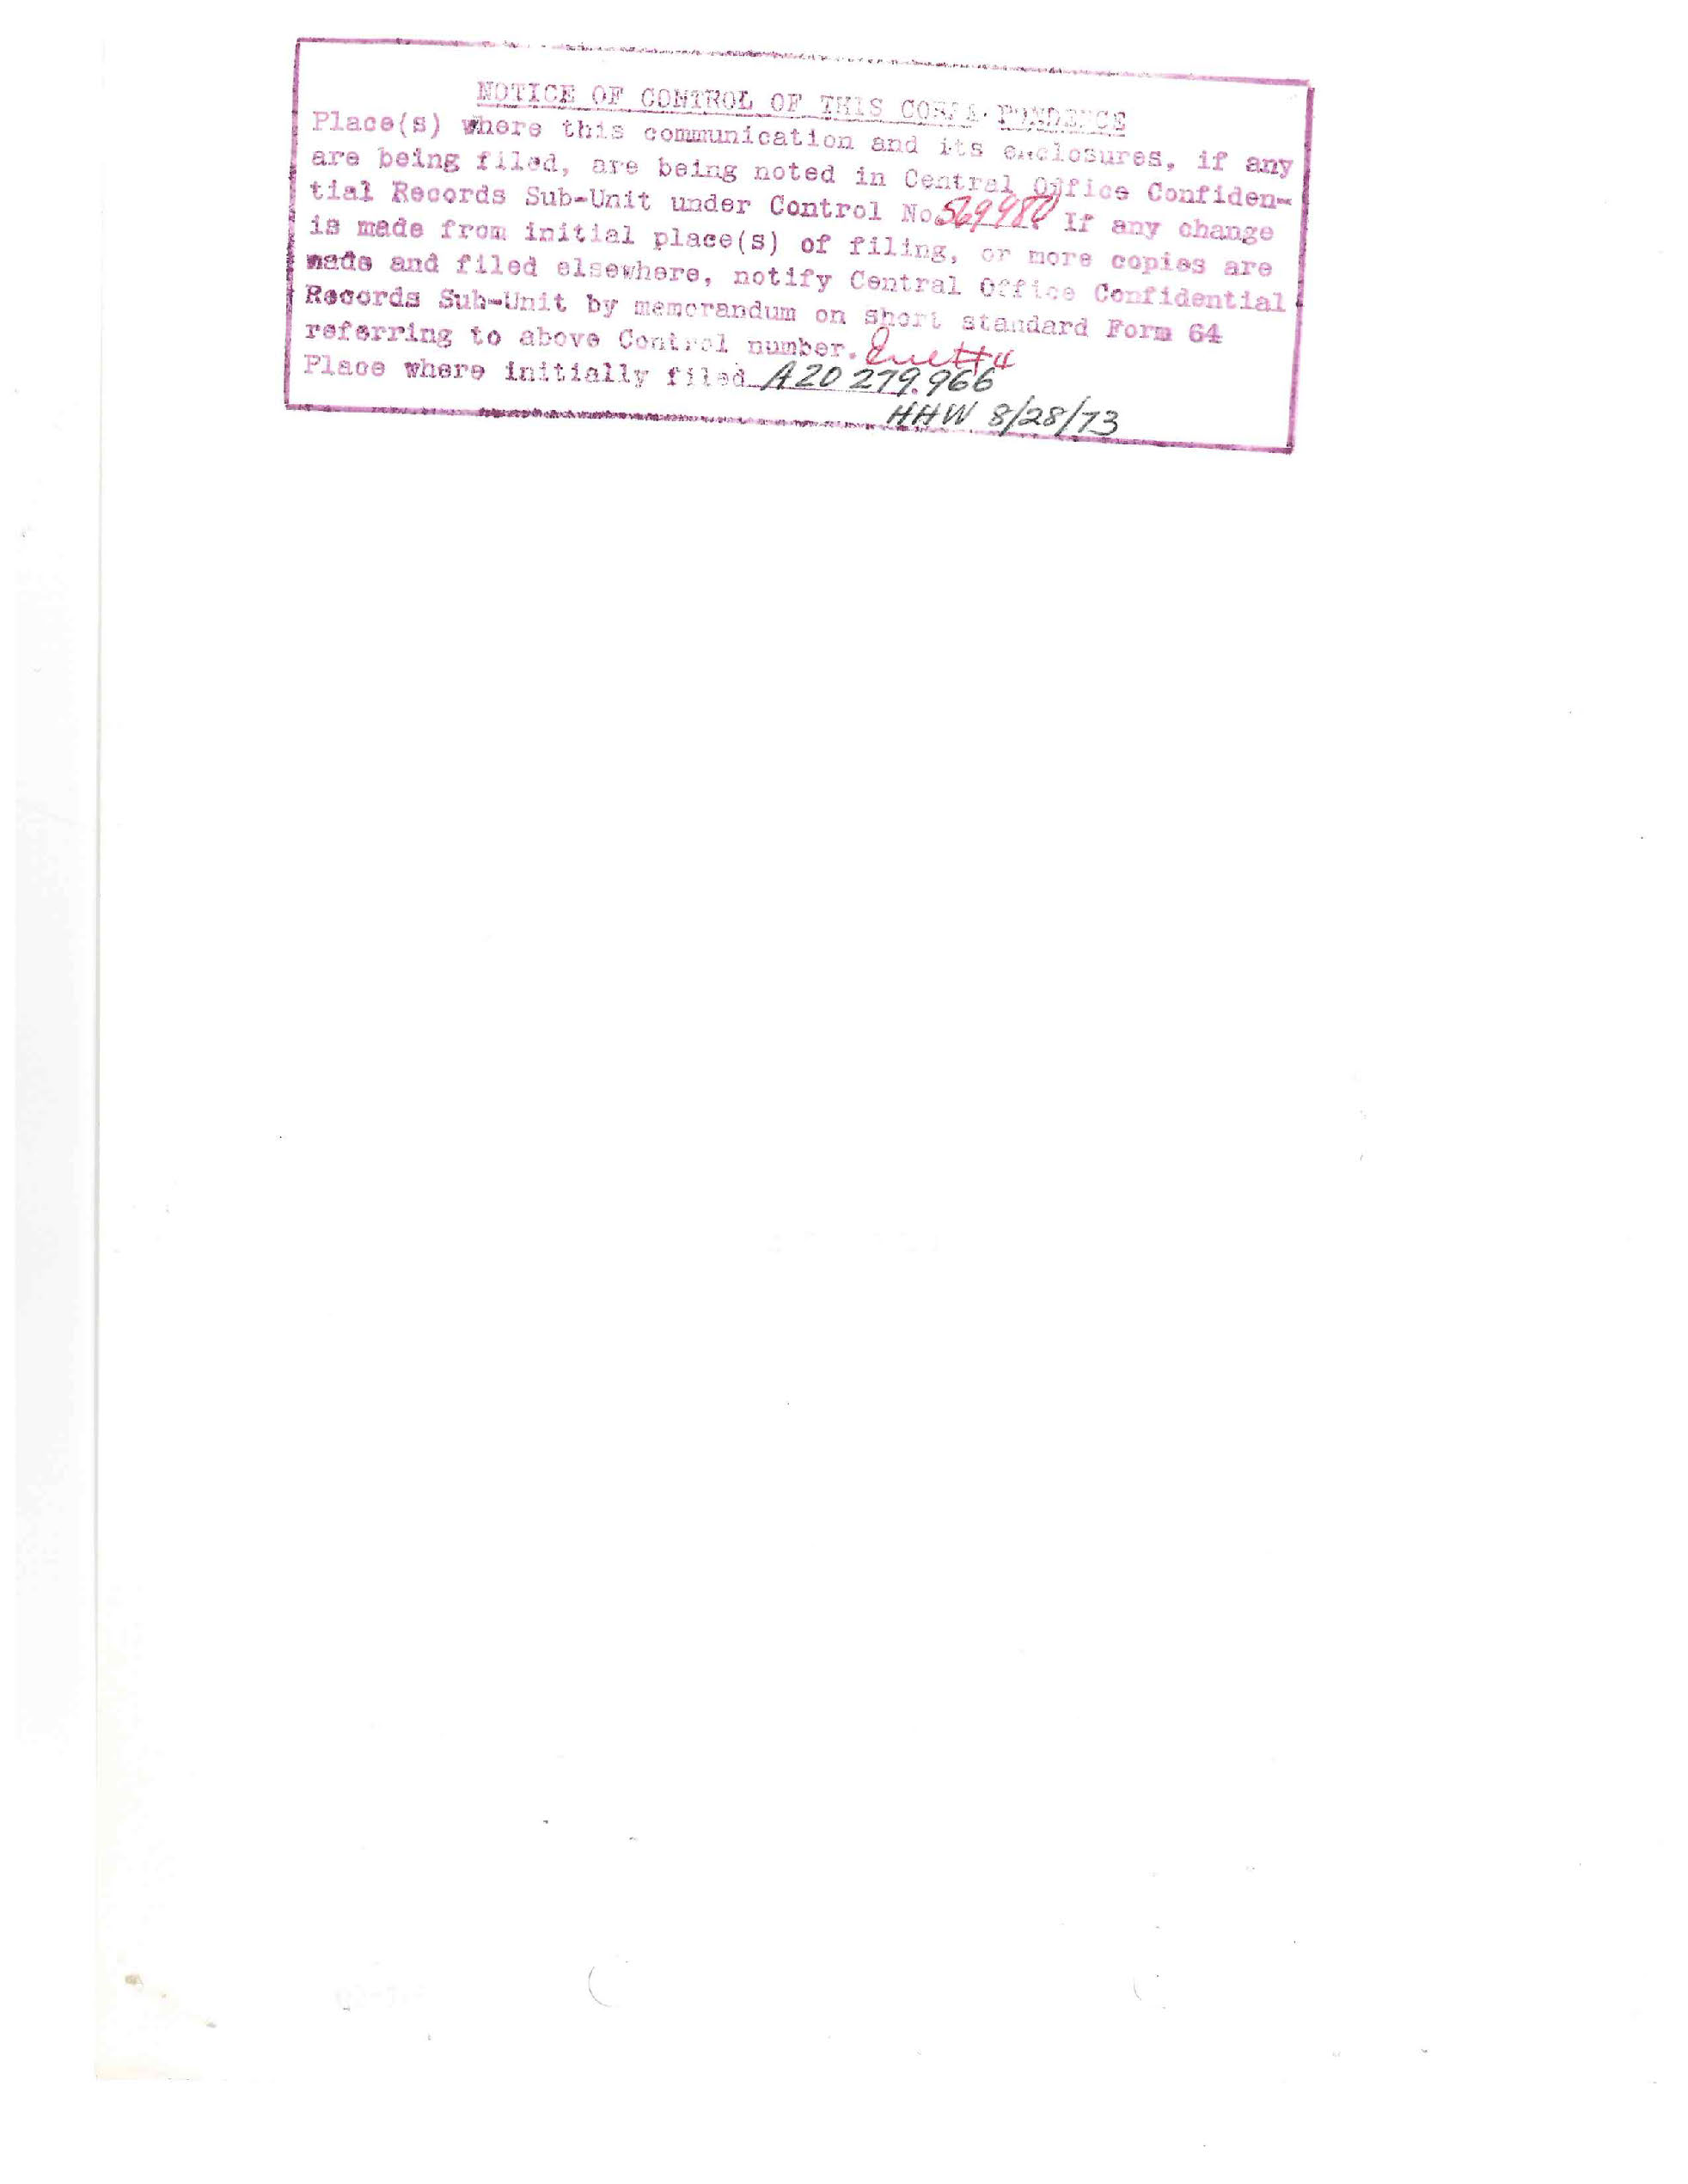 NOTICE OF CONTROL OF THIS CORRESPONDENCE
Place(s) where this communication and its enclosures, if any
are being filed, are being noted in Central Office Confiden-
tial Records Sub-Unit under Control No. 569980 If any change
is made from initial place(s) of filing, or more copies are
made and filed elsewhere, notify Central Office Confidential
Records Sub-Unit by memorandum on short standard Form 64
referring to above Control number. #4
Place where initially filed A20 279.966
HHW 8/28/73